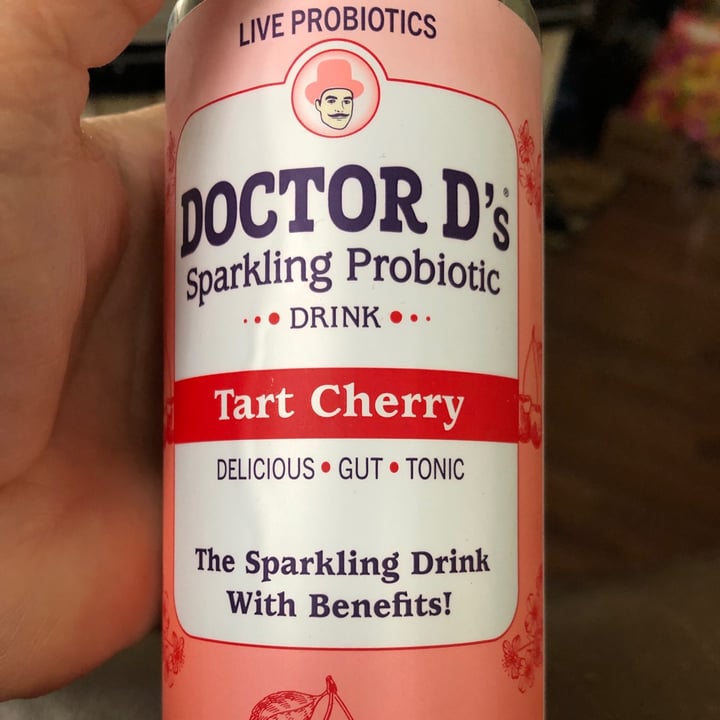 LIVE PROBIOTICS
DOCTOR D's®
Sparkling Probiotic
DRINK
Tart Cherry
DELICIOUS • GUT • TONIC
The Sparkling Drink
With Benefits!